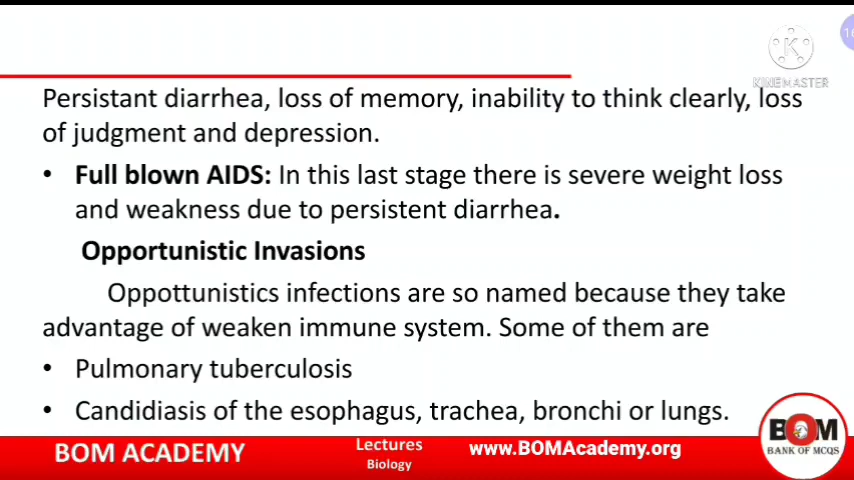 16
K
KINEMASTER
Persistant diarrhea, loss of memory, inability to think clearly, loss
of judgment and depression.
• Full blown AIDS: In this last stage there is severe weight loss
and weakness due to persistent diarrhea.
Opportunistic Invasions
Oppottunistics infections are so named because they take
advantage of weaken immune system. Some of them are
• Pulmonary tuberculosis
• Candidiasis of the esophagus, trachea, bronchi or lungs.
BOM ACADEMY
Lectures
Biology
www.BOMAcademy.org
BOM
BANK OF MCQS